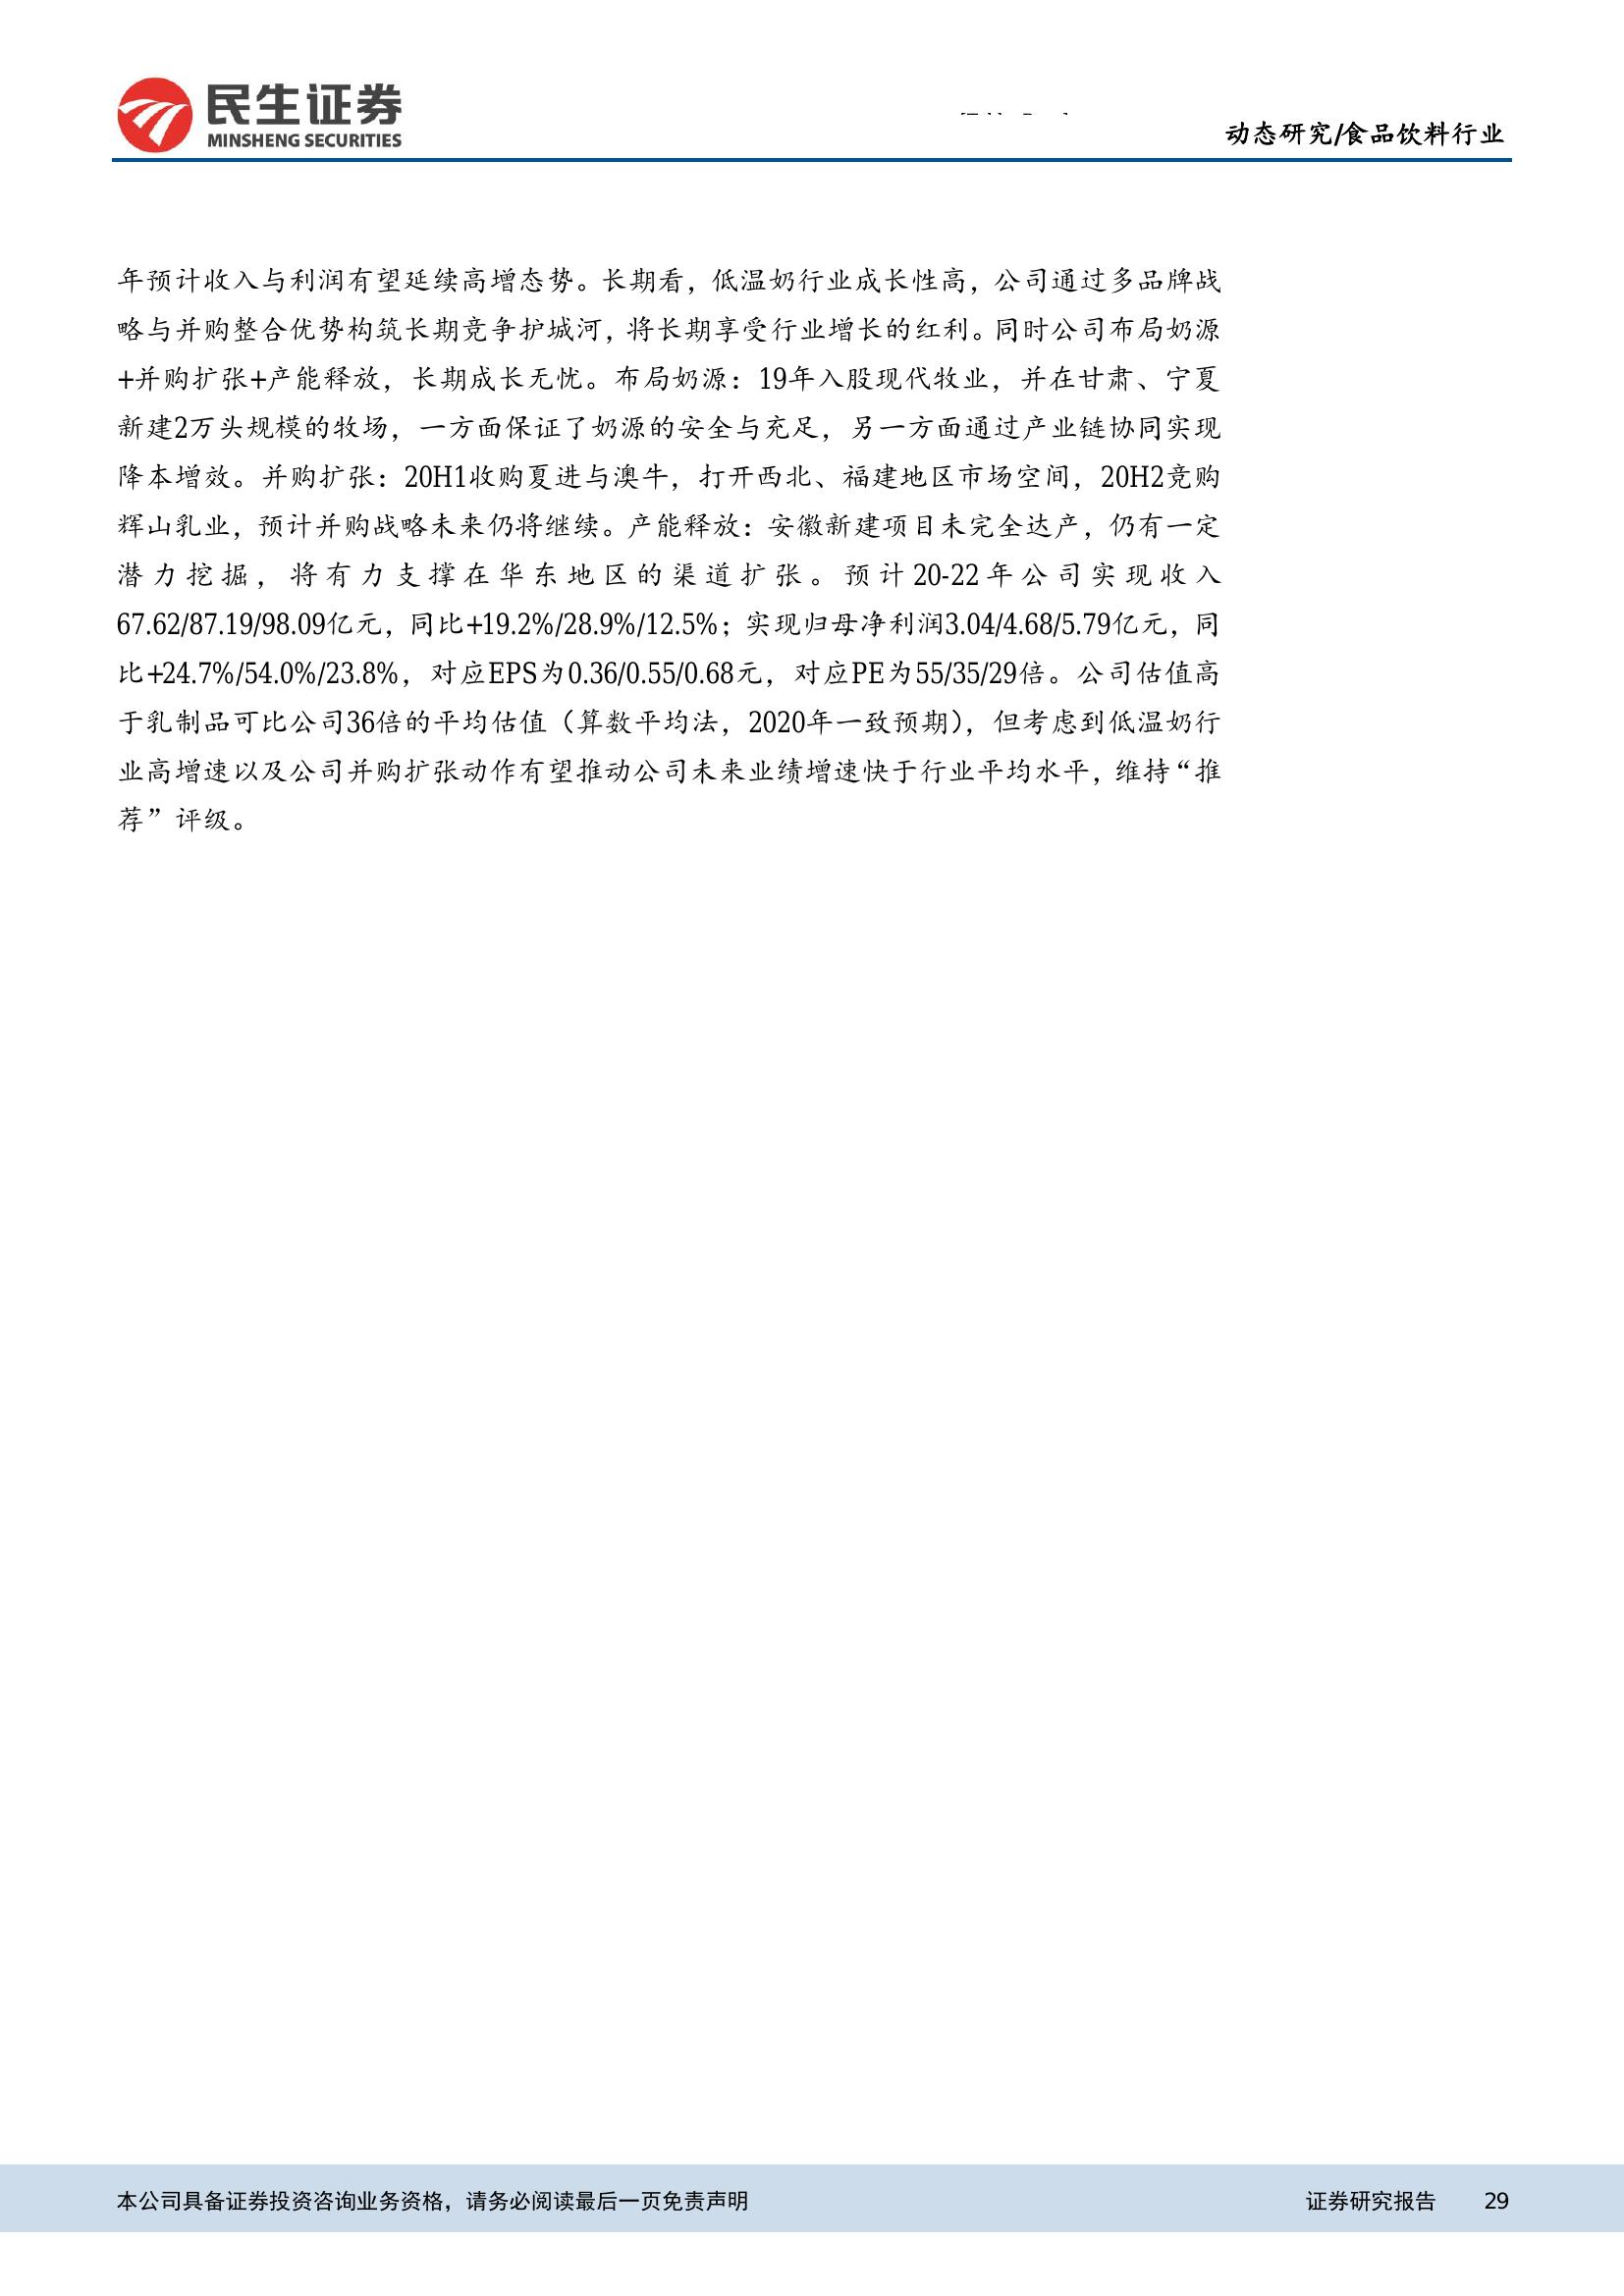 民生证券
MINSHENG SECURITIES
动态研究/食品饮料行业
年预计收入与利润有望延续高增态势。长期看，低温奶行业成长性高，公司通过多品牌战
略与并购整合优势构筑长期竞争护城河，将长期享受行业增长的红利。同时公司布局奶源
+并购扩张+产能释放，长期成长无忧。布局奶源：19年入股现代牧业，并在甘肃、宁夏
新建2万头规模的牧场，一方面保证了奶源的安全与充足，另一方面通过产业链协同实现
降本增效。并购扩张：20H1收购夏进与澳牛，打开西北、福建地区市场空间，20H2竞购
辉山乳业，预计并购战略未来仍将继续。产能释放：安徽新建项目未完全达产，仍有一定
潜力挖掘，将有力支撑在华东地区的渠道扩张。预计20-22年公司实现收入
67.62/87.19/98.09亿元，同比+19.2%/28.9%/12.5%；实现归母净利润3.04/4.68/5.79亿元，同
比+24.7%/54.0%/23.8%，对应EPS为0.36/0.55/0.68元，对应PE为55/35/29倍。公司估值高
于乳制品可比公司36倍的平均估值（算数平均法，2020年一致预期），但考虑到低温奶行
业高增速以及公司并购扩张动作有望推动公司未来业绩增速快于行业平均水平，维持“推
荐”评级。
本公司具备证券投资咨询业务资格，请务必阅读最后一页免责声明
证券研究报告 29